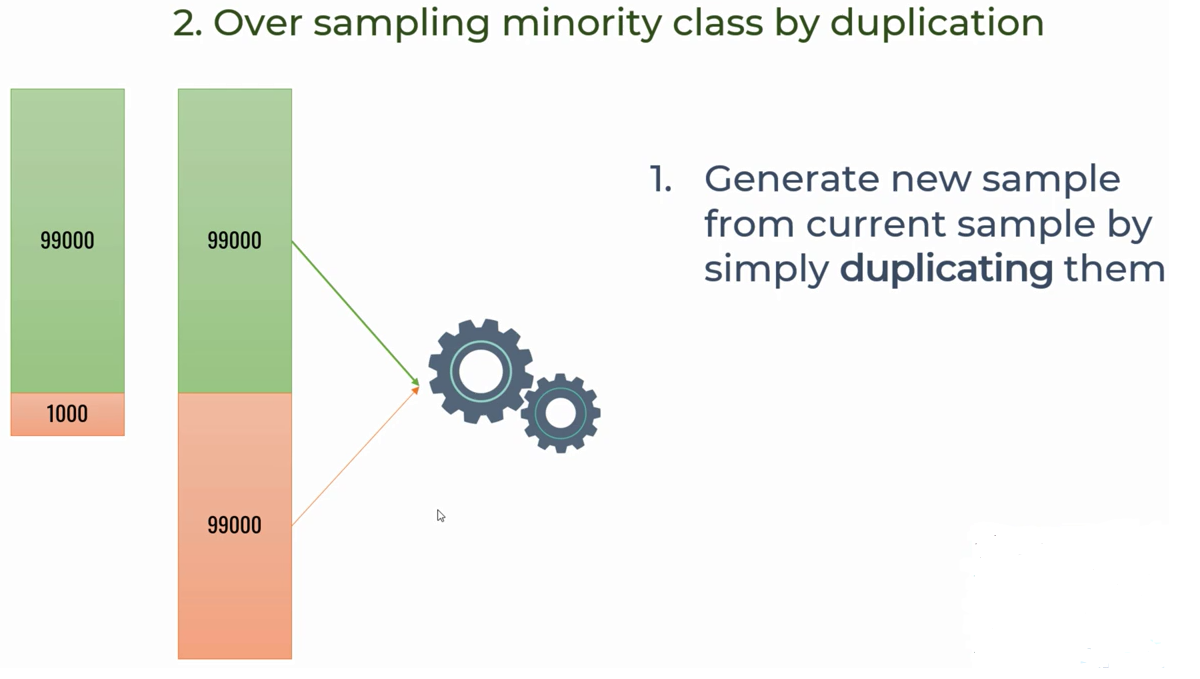 2. Over sampling minority class by duplication
99000
99000
1000
99000
1. Generate new sample
from current sample by
simply duplicating them